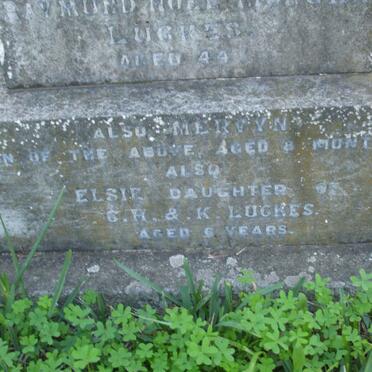 LUCKES
AGED 44
ALSO MERVYN
OF THE ABOVE AGED 8 MONT
ALSO
ELSIE DAUGHTER OF
C.H. & K. LUCKES.
AGED 6 YEARS.